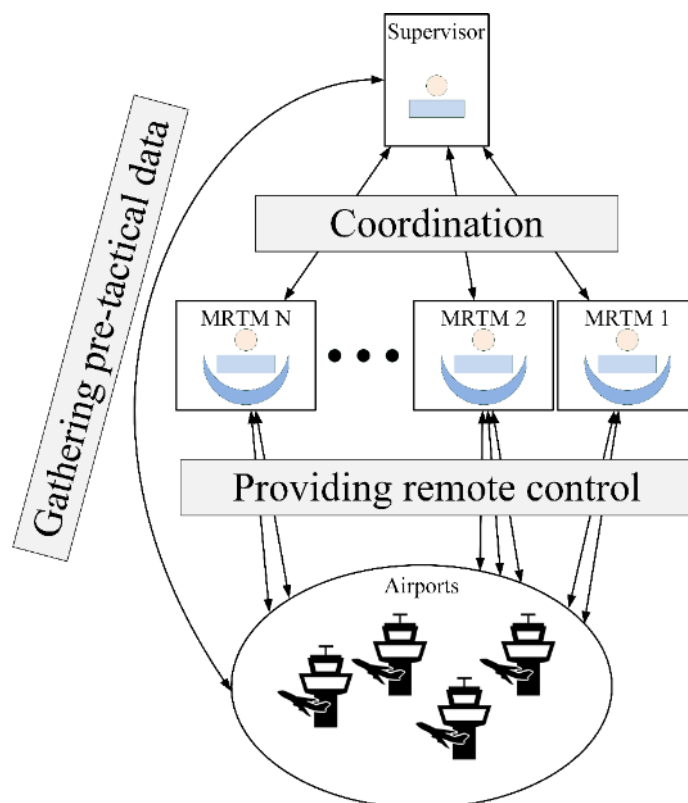 Supervisor
Gathering pre-tactical data
Coordination
MRTM N
MRTM 2
MRTM 1
Providing remote control
Airports